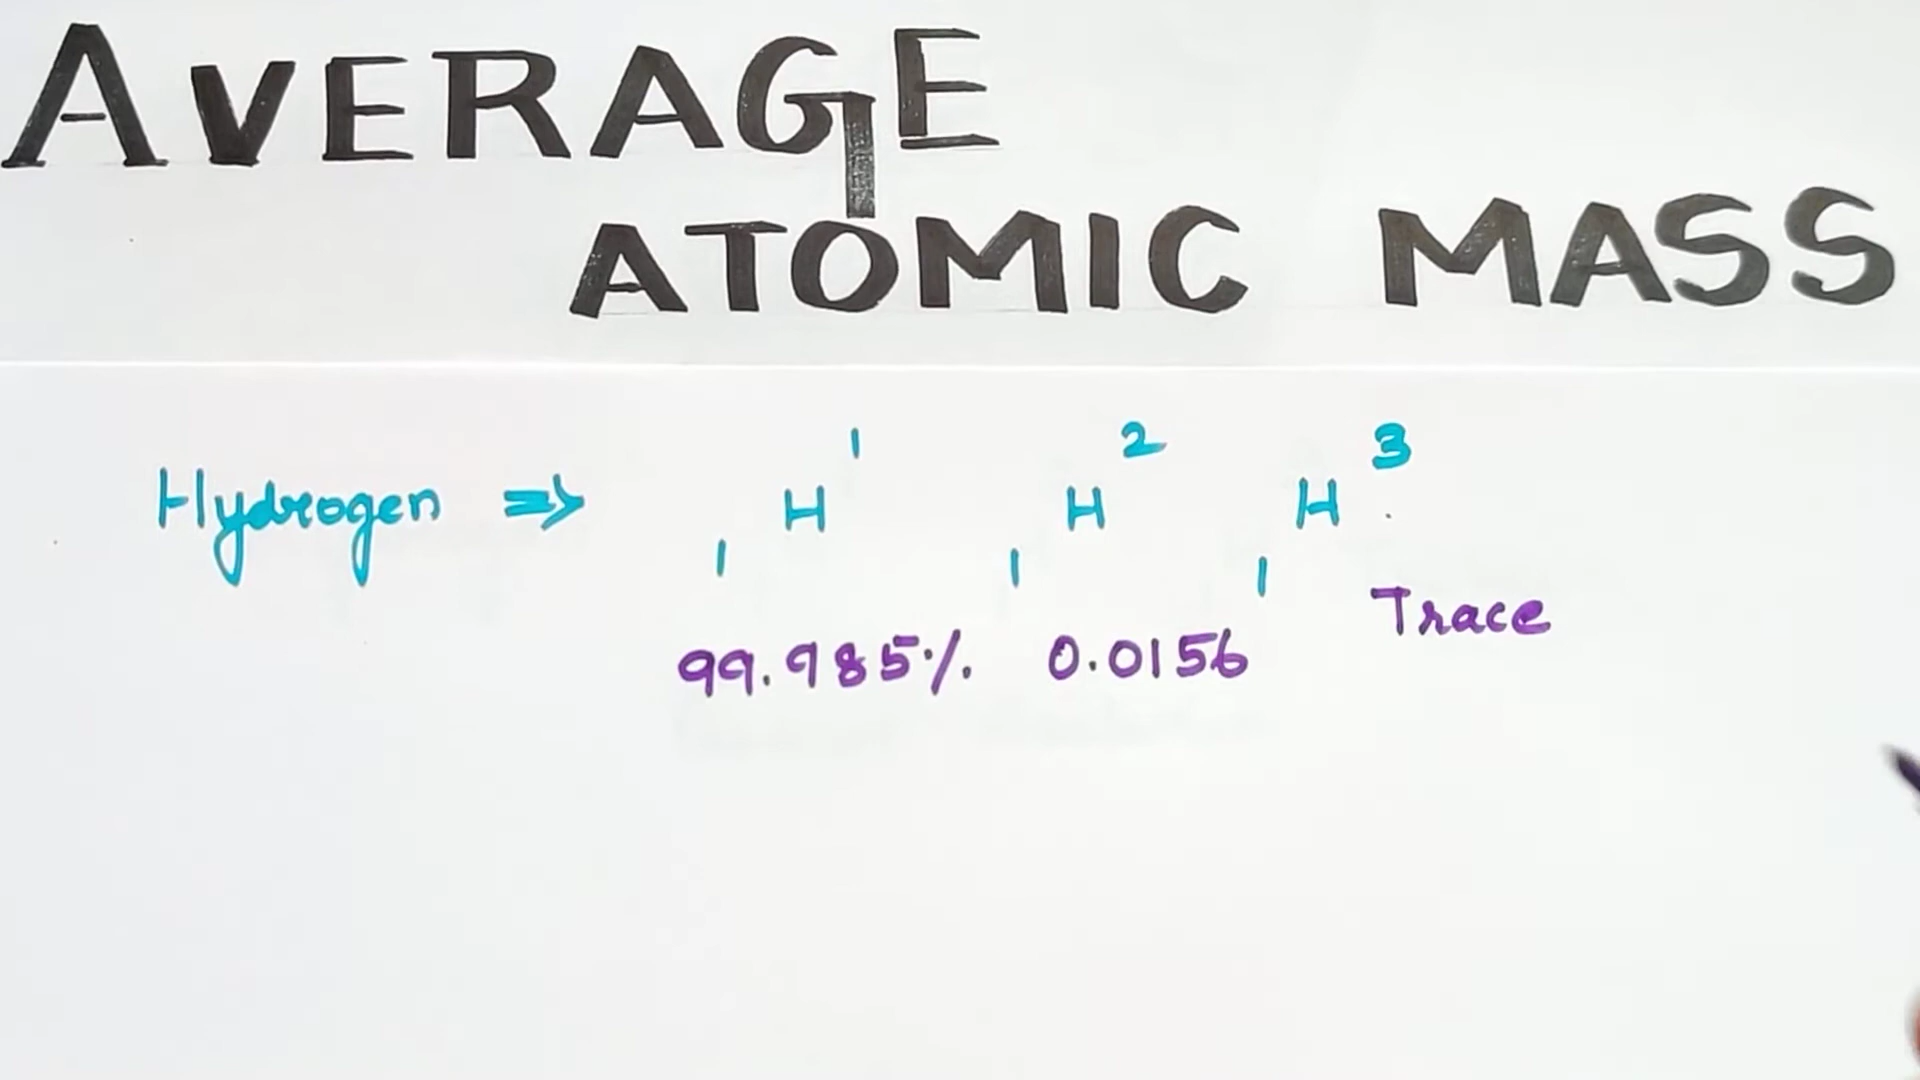 AVERAGE
ATOMIC MASS
Hydrogen ⇒ ₁H¹ ₁H² ₁H³
99.985% 0.0156 Trace